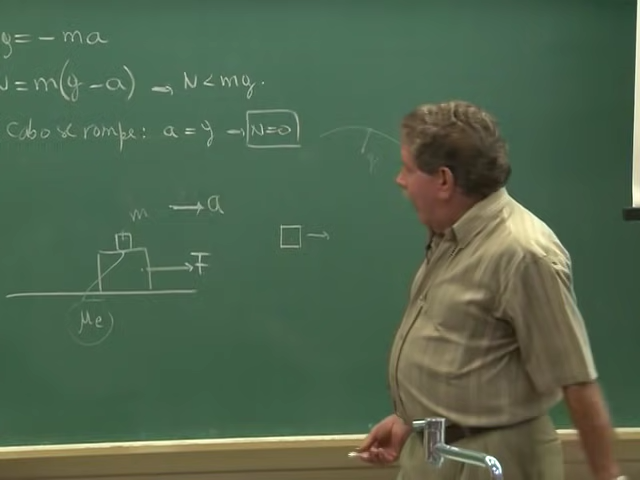 y = - ma
N = m(g - a) → N < mg.
Cabo se rompe: a = g → N=0
m → a
F
μe